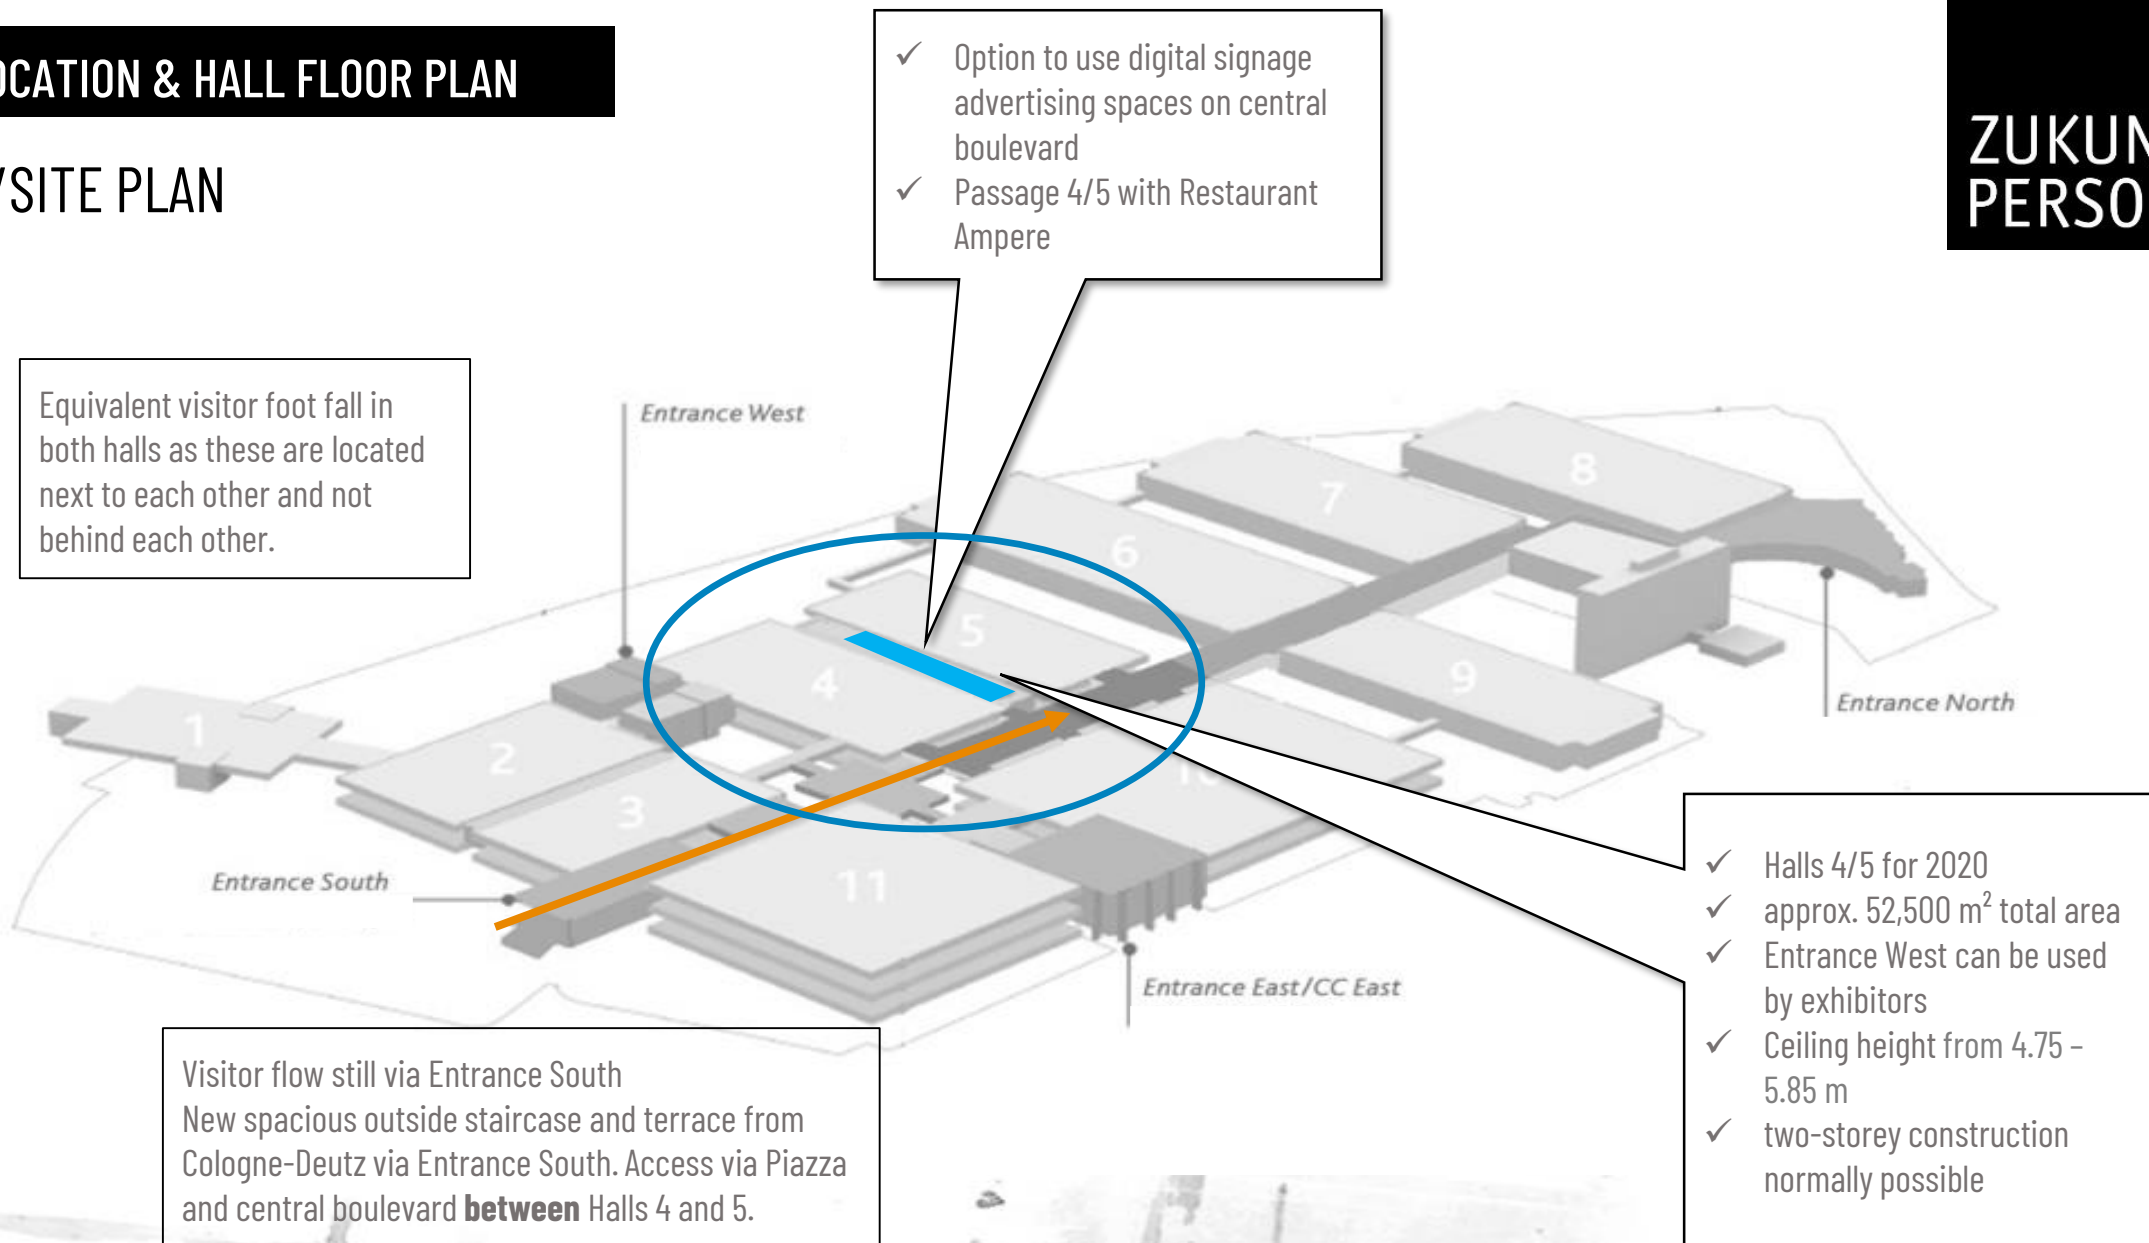 OCATION & HALL FLOOR PLAN
/SITE PLAN
ZUKUN
PERSO
✓ Option to use digital signage
advertising spaces on central
boulevard
✓ Passage 4/5 with Restaurant
Ampere
Equivalent visitor foot fall in
both halls as these are located
next to each other and not
behind each other.
Entrance West
8
7
6
5
4
9
Entrance North
1
2
3
10
11
Entrance South
Entrance East/CC East
✓ Halls 4/5 for 2020
✓ approx. 52,500 m² total area
✓ Entrance West can be used
by exhibitors
✓ Ceiling height from 4.75 –
5.85 m
✓ two-storey construction
normally possible
Visitor flow still via Entrance South
New spacious outside staircase and terrace from
Cologne-Deutz via Entrance South. Access via Piazza
and central boulevard between Halls 4 and 5.